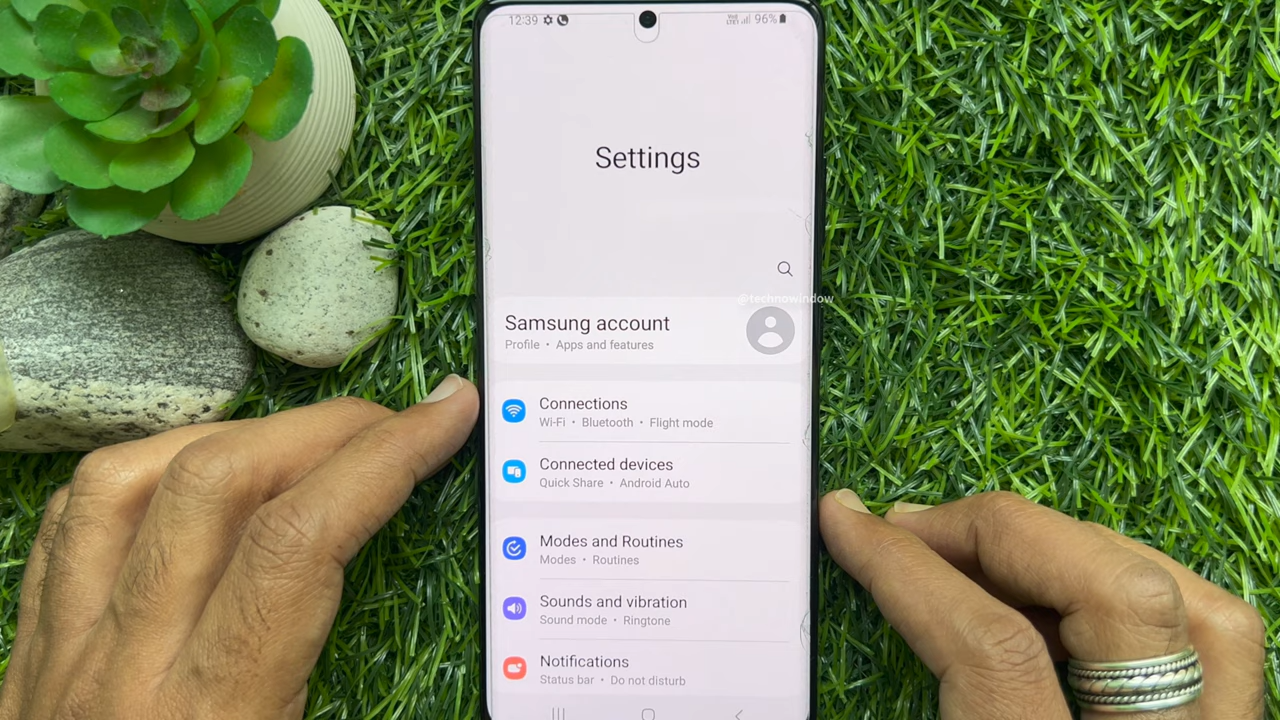 12:39
VoLTE1 96%
Settings
@technowindow
Samsung account
Profile • Apps and features
Connections
Wi-Fi • Bluetooth • Flight mode
Connected devices
Quick Share • Android Auto
Modes and Routines
Modes • Routines
Sounds and vibration
Sound mode • Ringtone
Notifications
Status bar • Do not disturb